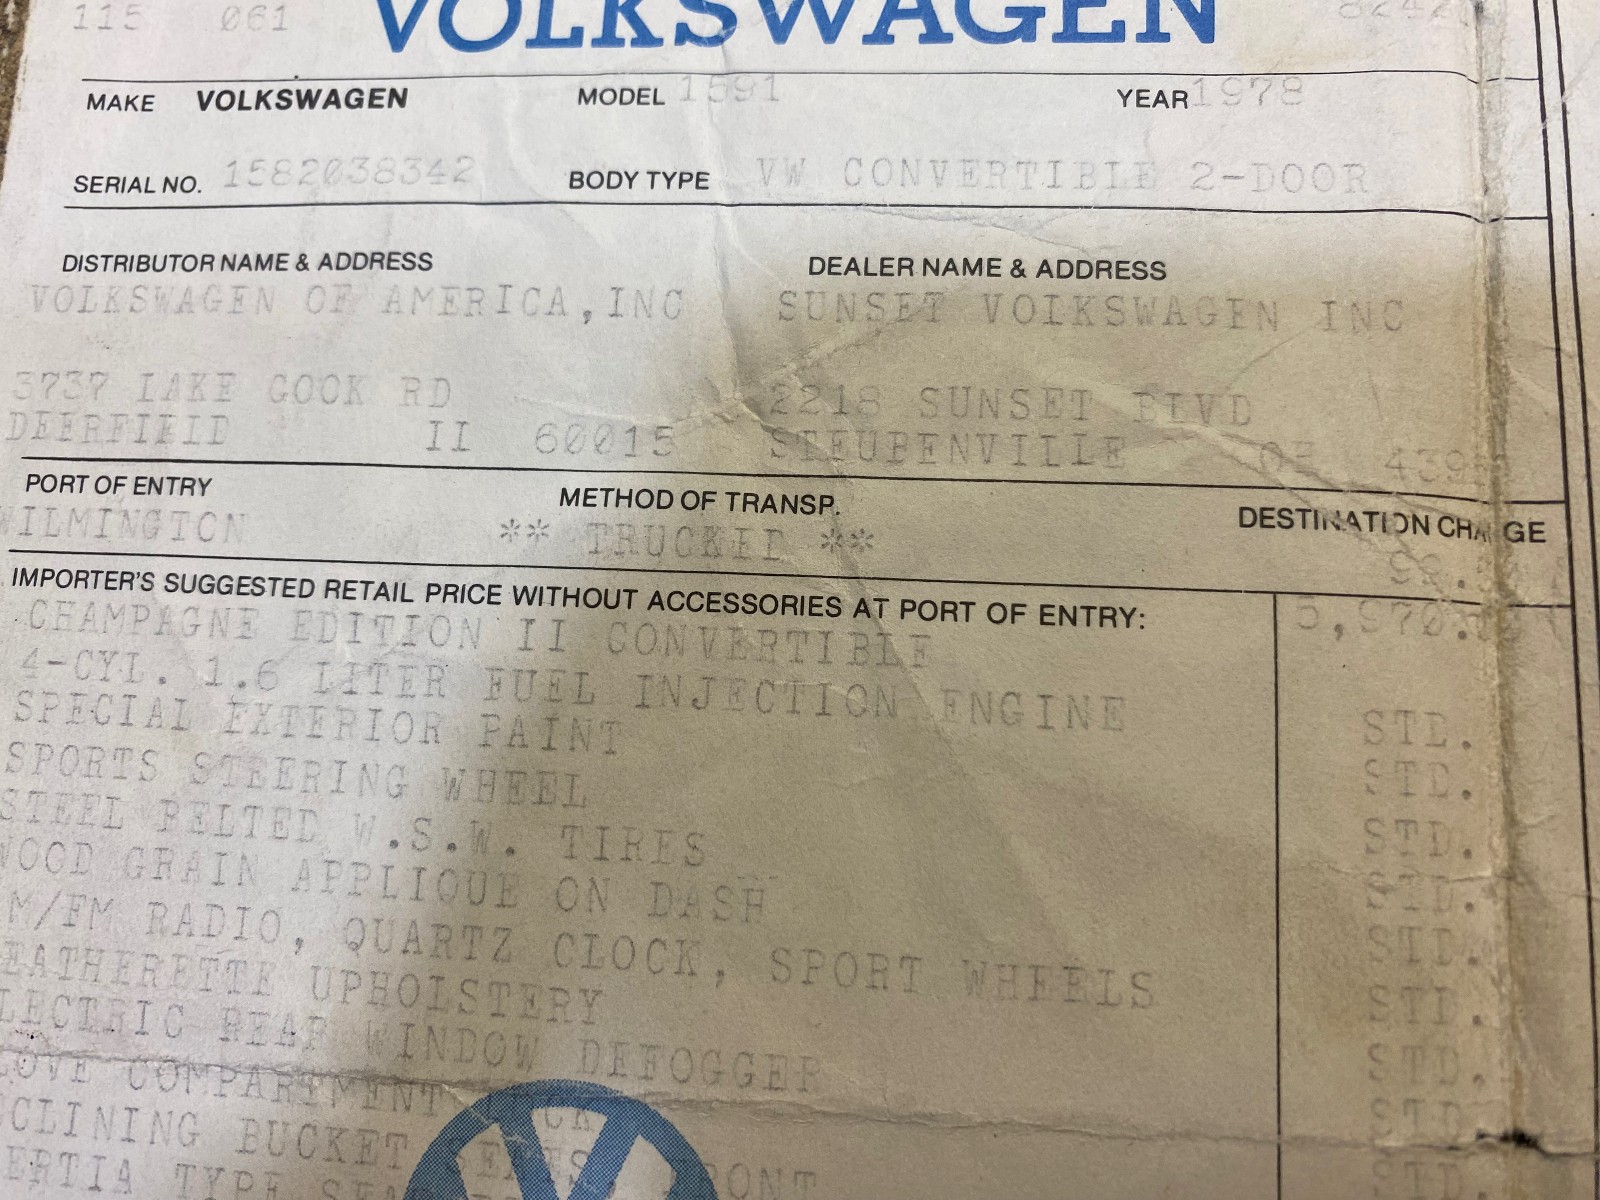 115 061 VOLKSWAGEN
MAKE VOLKSWAGEN MODEL 1591 YEAR 1978
SERIAL NO. 1582038342 BODY TYPE VW CONVERTIBLE 2-DOOR
DISTRIBUTOR NAME & ADDRESS DEALER NAME & ADDRESS
VOLKSWAGEN OF AMERICA,INC SUNSET VOLKSWAGEN INC
3737 LAKE COOK RD 2218 SUNSET BLVD
DEERFIELD Il 60015 STEUBENVILLE
PORT OF ENTRY METHOD OF TRANSP. DESTINATION CHARGE
WILMINGTON ** TRUCKED **
IMPORTER'S SUGGESTED RETAIL PRICE WITHOUT ACCESSORIES AT PORT OF ENTRY:
CHAMPAGNE EDITION II CONVERTIBLE
4-CYL. 1.6 LITER FUEL INJECTION ENGINE STD.
SPECIAL EXTERIOR PAINT STD.
SPORTS STEERING WHEEL STD.
STEEL BELTED W.S.W. TIRES STD.
WOOD GRAIN APPLIQUE ON DASH STD.
M/FM RADIO, QUARTZ CLOCK, SPORT WHEELS STD.
EATHERETTE UPHOLSTERY STD.
LECTRIC REAR WINDOW DEFOGGER STD.
LOVE COMPARTMENT
CLINING BUCKET SEATS FRONT STD.
ERTIA TYPE